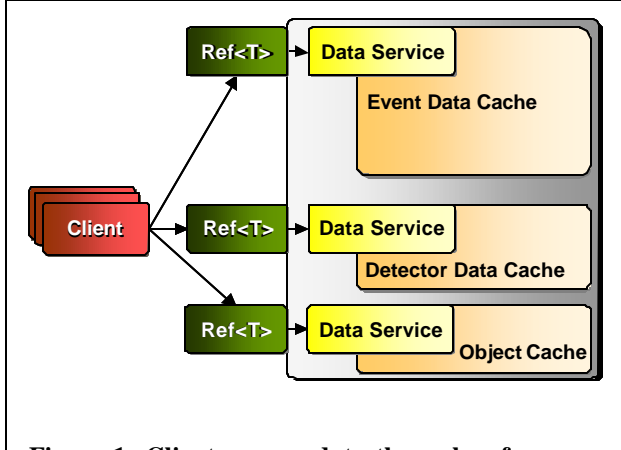 Ref<T>
Data Service
Event Data Cache
Client
Ref<T>
Data Service
Detector Data Cache
Ref<T>
Data Service
Object Cache